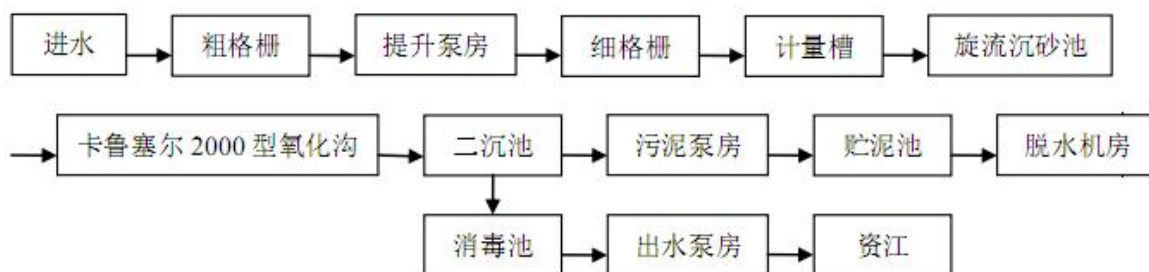 进水 粗格栅 提升泵房 细格栅 计量槽 旋流沉砂池
卡鲁塞尔 2000 型氧化沟 二沉池 污泥泵房 贮泥池 脱水机房
消毒池 出水泵房 资江